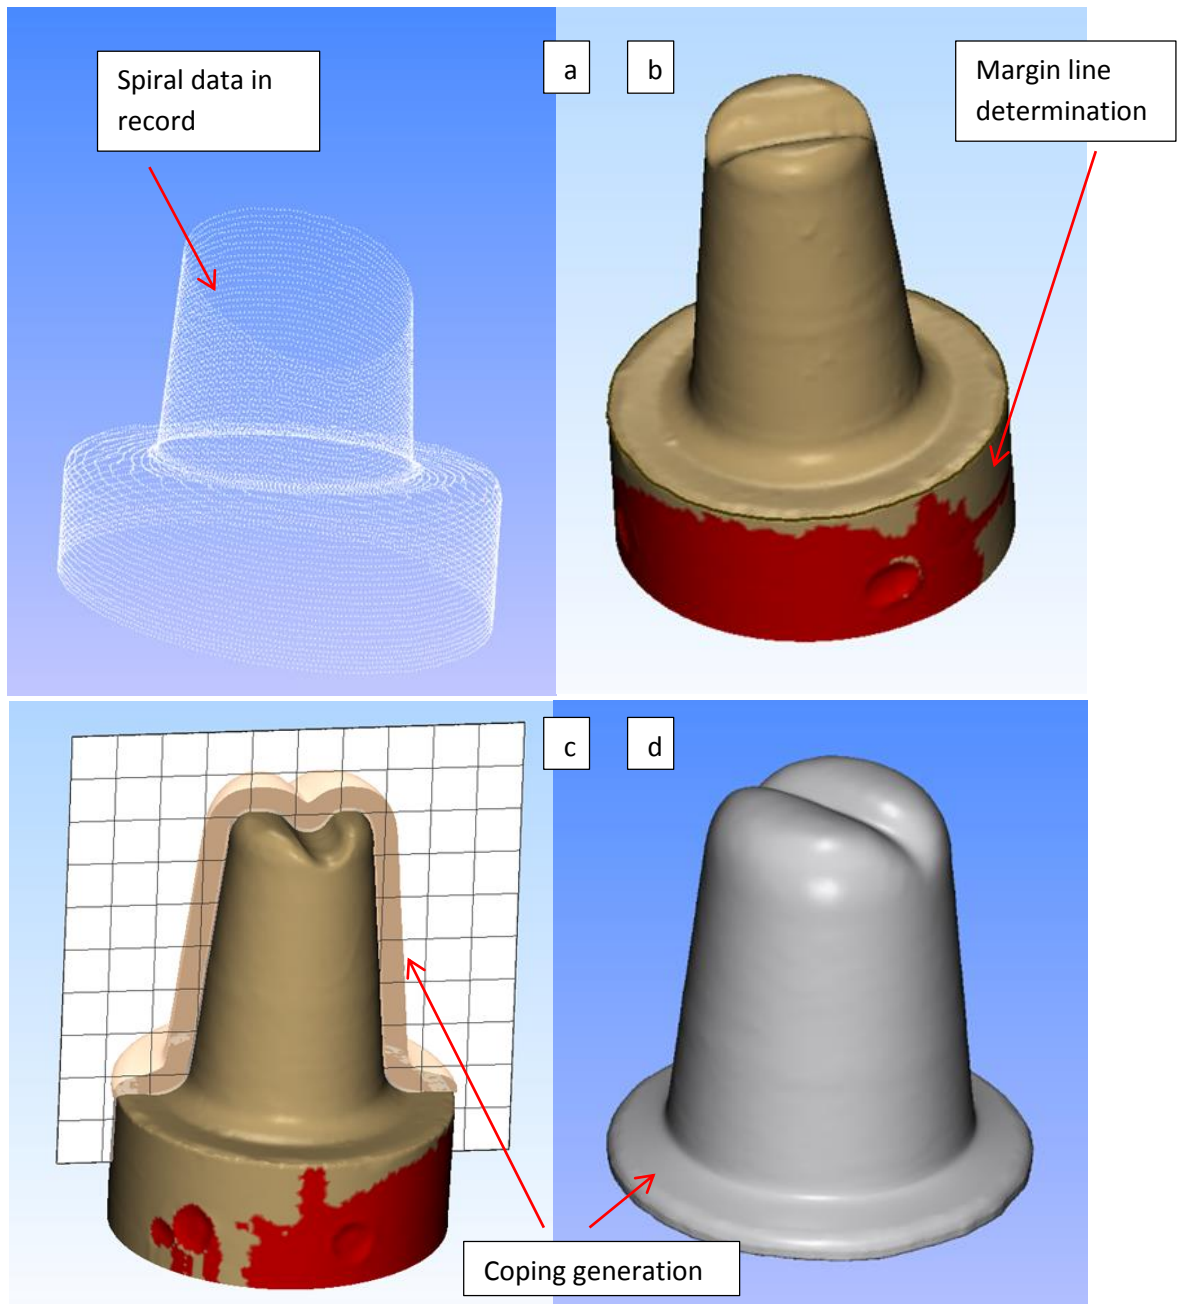 Spiral data in
record
a
b
Margin line
determination
c
d
Coping generation